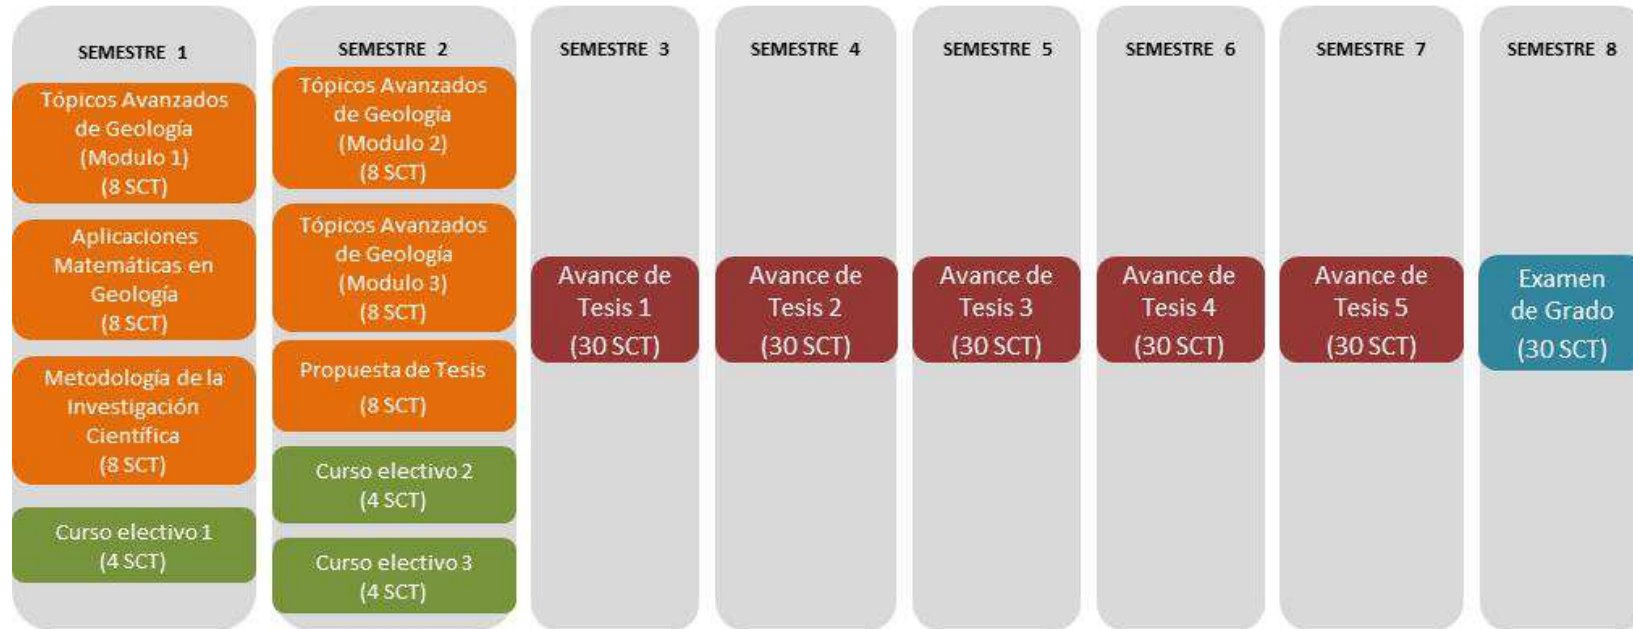 SEMESTRE 1
Tópicos Avanzados
de Geología
(Modulo 1)
(8 SCT)
Aplicaciones
Matemáticas en
Geología
(8 SCT)
Metodología de la
Investigación
Científica
(8 SCT)
Curso electivo 1
(4 SCT)
SEMESTRE 2
Tópicos Avanzados
de Geología
(Modulo 2)
(8 SCT)
Tópicos Avanzados
de Geología
(Modulo 3)
(8 SCT)
Propuesta de Tesis
(8 SCT)
Curso electivo 2
(4 SCT)
Curso electivo 3
(4 SCT)
SEMESTRE 3
Avance de
Tesis 1
(30 SCT)
SEMESTRE 4
Avance de
Tesis 2
(30 SCT)
SEMESTRE 5
Avance de
Tesis 3
(30 SCT)
SEMESTRE 6
Avance de
Tesis 4
(30 SCT)
SEMESTRE 7
Avance de
Tesis 5
(30 SCT)
SEMESTRE 8
Examen
de Grado
(30 SCT)